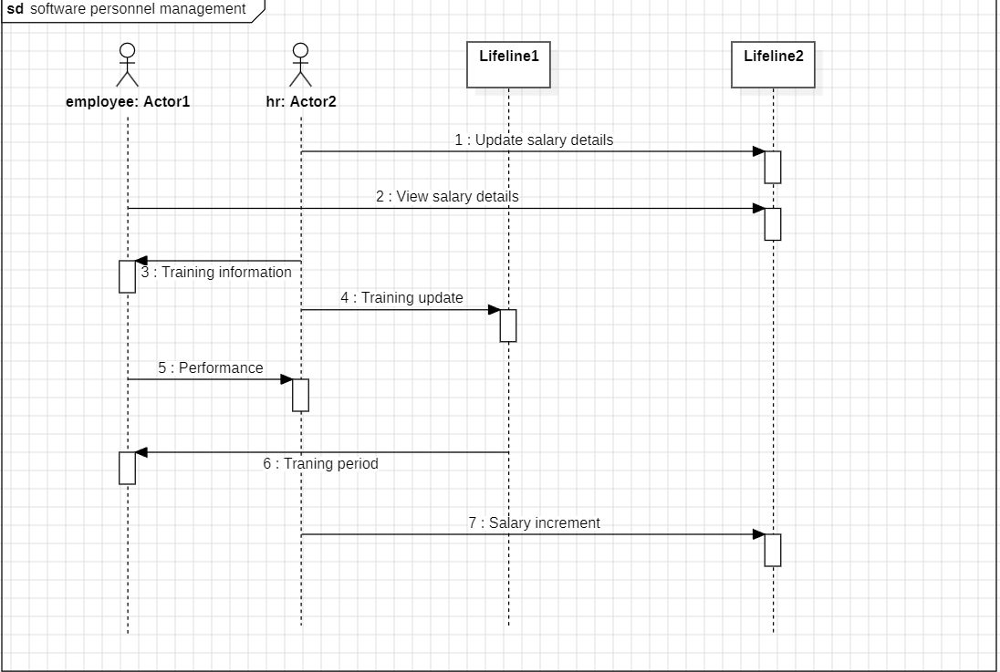 sd software personnel management
employee: Actor1
hr: Actor2
Lifeline1
Lifeline2
1 : Update salary details
2 : View salary details
3 : Training information
4 : Training update
5 : Performance
6 : Traning period
7 : Salary increment